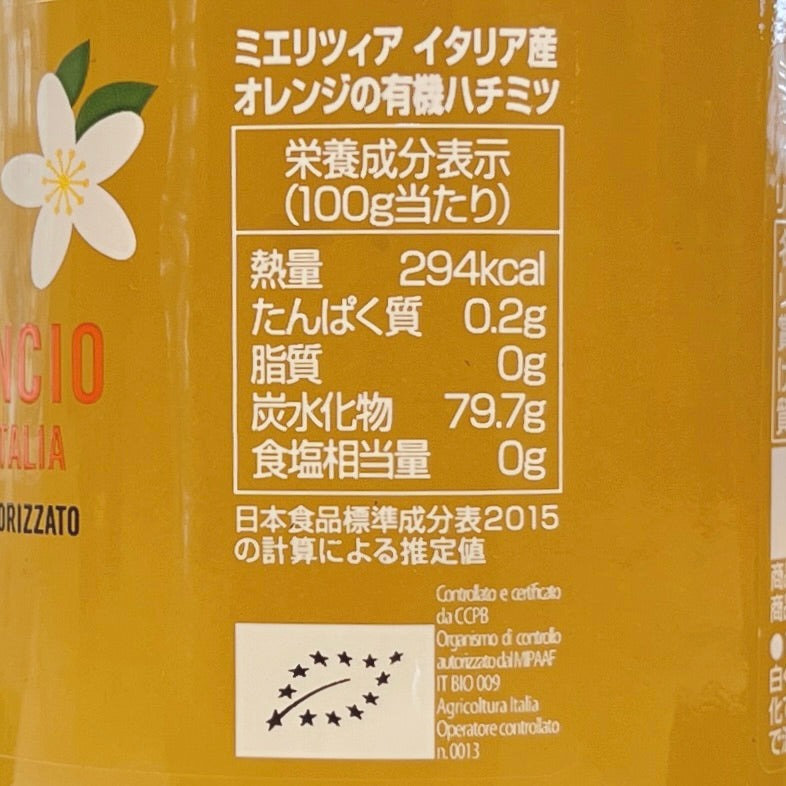 ミエリツィア イタリア産
オレンジの有機ハチミツ
栄養成分表示
(100g当たり)
熱量 294kcal
たんぱく質 0.2g
脂質 0g
炭水化物 79.7g
食塩相当量 0g
日本食品標準成分表2015
の計算による推定値
Controllato e certificato
da CCPB
Organismo di controllo
autorizzato dal MIPAAF
IT BIO 009
Agricoltura Italia
Operatore controllato
n. 0013
NCIO
TALIA
ORIZZATO